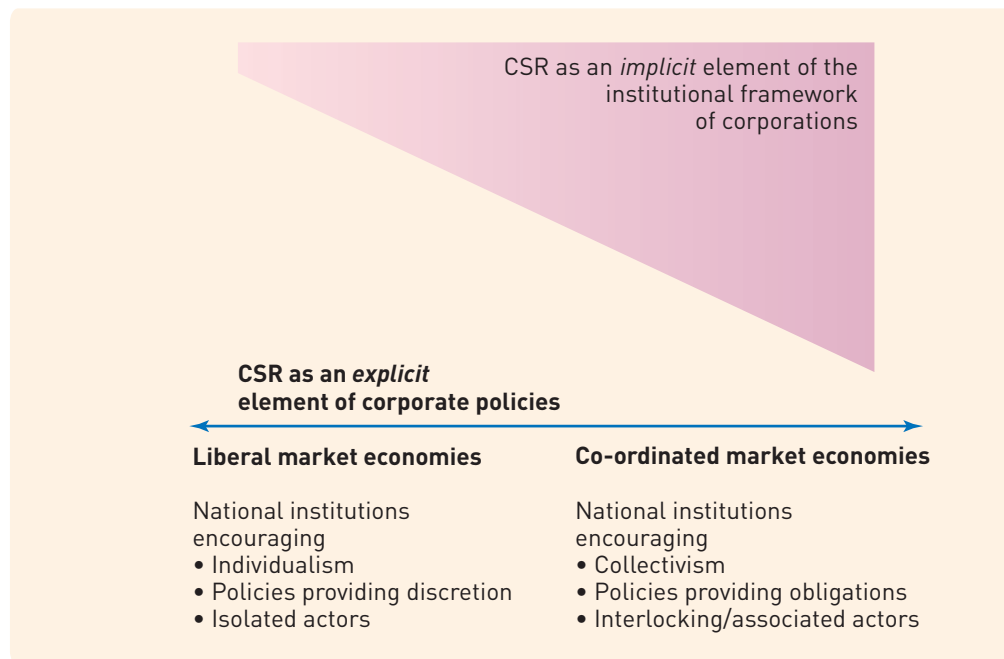 CSR as an implicit element of the
institutional framework
of corporations
CSR as an explicit
element of corporate policies
Liberal market economies
National institutions
encouraging
• Individualism
• Policies providing discretion
• Isolated actors
Co-ordinated market economies
National institutions
encouraging
• Collectivism
• Policies providing obligations
• Interlocking/associated actors